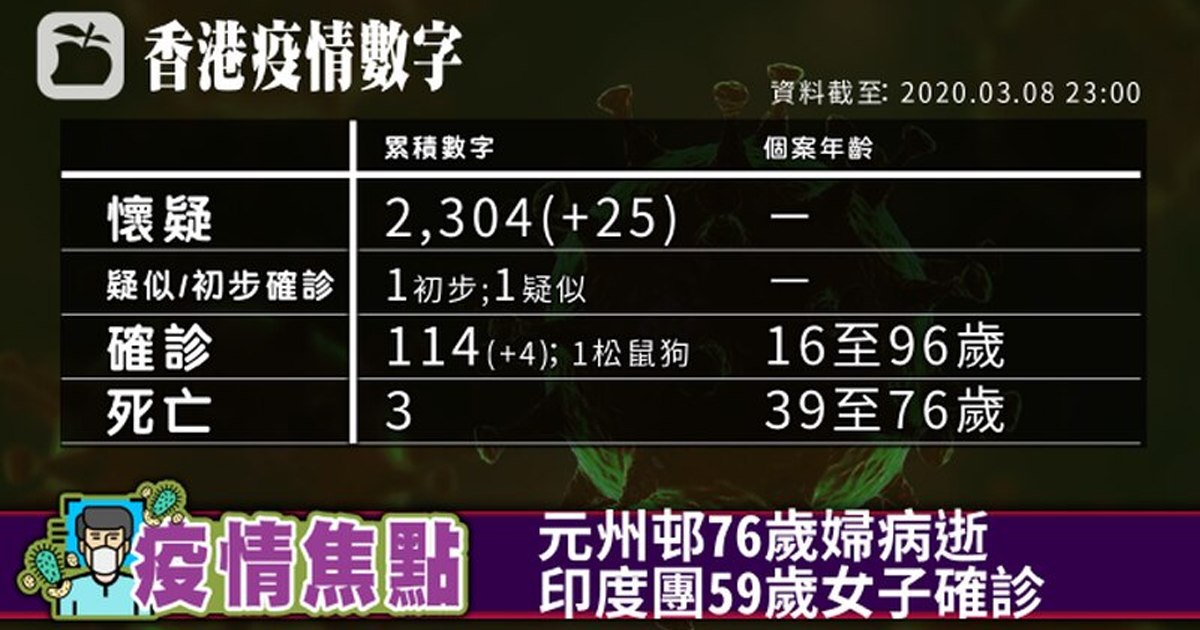 香港疫情數字
資料截至: 2020.03.08 23:00
累積數字 個案年齡
懷疑 2,304(+25) —
疑似/初步確診 1初步;1疑似 —
確診 114(+4); 1松鼠狗 16至96歲
死亡 3 39至76歲
疫情焦點
元州邨76歲婦病逝
印度團59歲女子確診